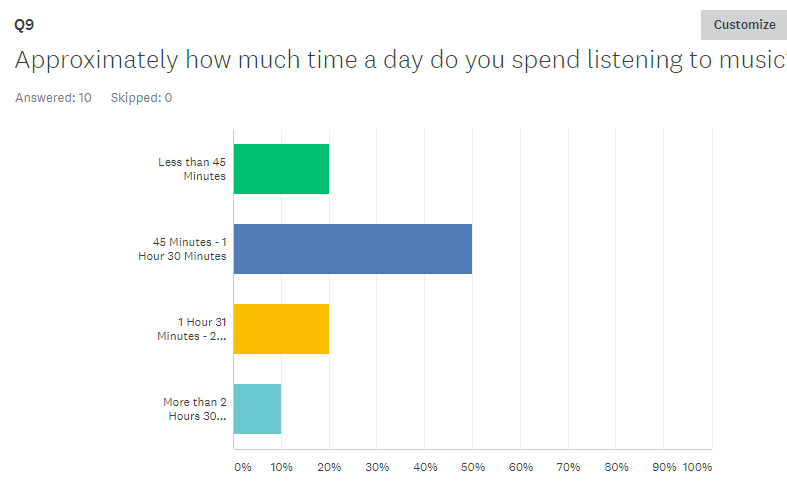 Q9
Customize
Approximately how much time a day do you spend listening to music
Answered: 10 Skipped: 0
Less than 45
Minutes
45 Minutes - 1
Hour 30 Minutes
1 Hour 31
Minutes - 2...
More than 2
Hours 30...
0% 10% 20% 30% 40% 50% 60% 70% 80% 90% 100%